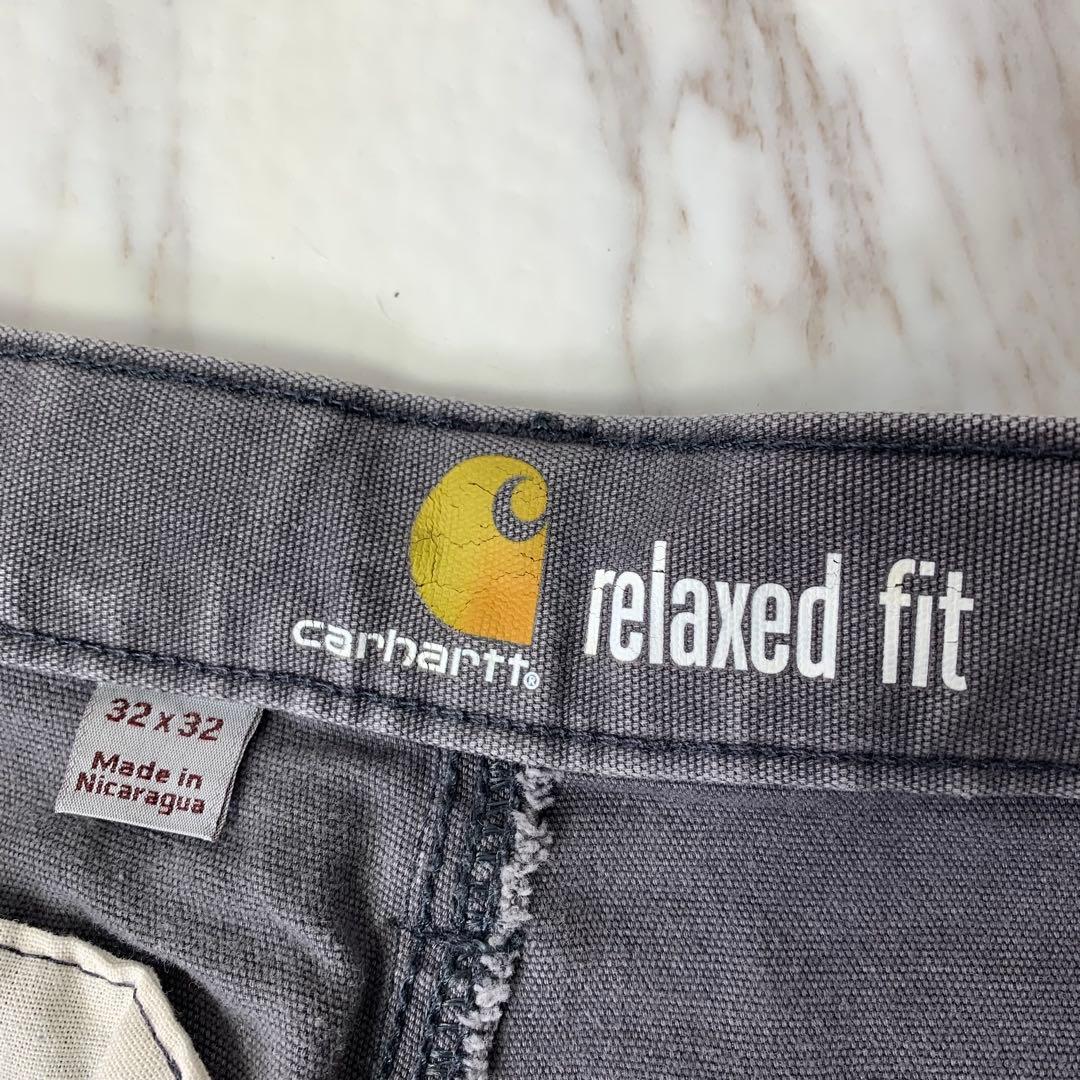 carhartt®
relaxed fit
32 x 32
Made in
Nicaragua